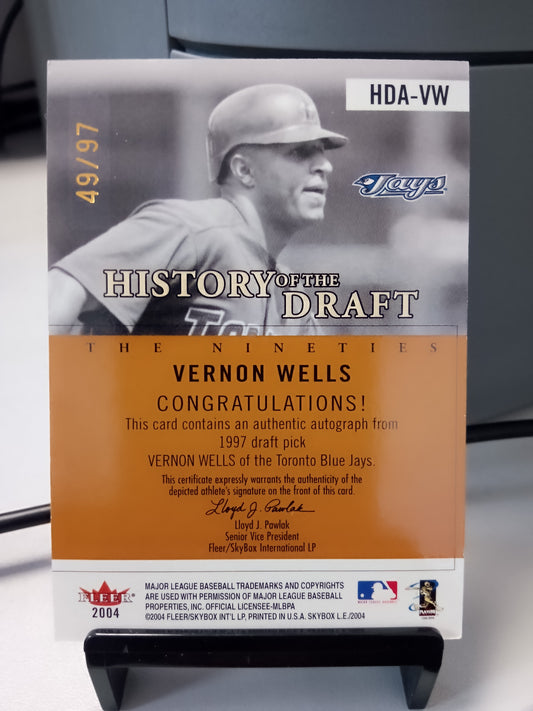 HDA-VW
49/97
Jays
HISTORY OF THE
DRAFT
THE NINETIES
VERNON WELLS
CONGRATULATIONS!
This card contains an authentic autograph from
1997 draft pick
VERNON WELLS of the Toronto Blue Jays.
This certificate expressly warrants the authenticity of the
depicted athlete's signature on the front of this card.
Lloyd J. Pawlak
Lloyd J. Pawlak
Senior Vice President
Fleer/SkyBox International LP
FLEER
2004
MAJOR LEAGUE BASEBALL TRADEMARKS AND COPYRIGHTS
ARE USED WITH PERMISSION OF MAJOR LEAGUE BASEBALL
PROPERTIES, INC. OFFICIAL LICENSEE-MLBPA
©2004 FLEER/SKYBOX INT'L LP, PRINTED IN U.S.A. SKYBOX L.E./2004
MAJOR LEAGUE BASEBALL